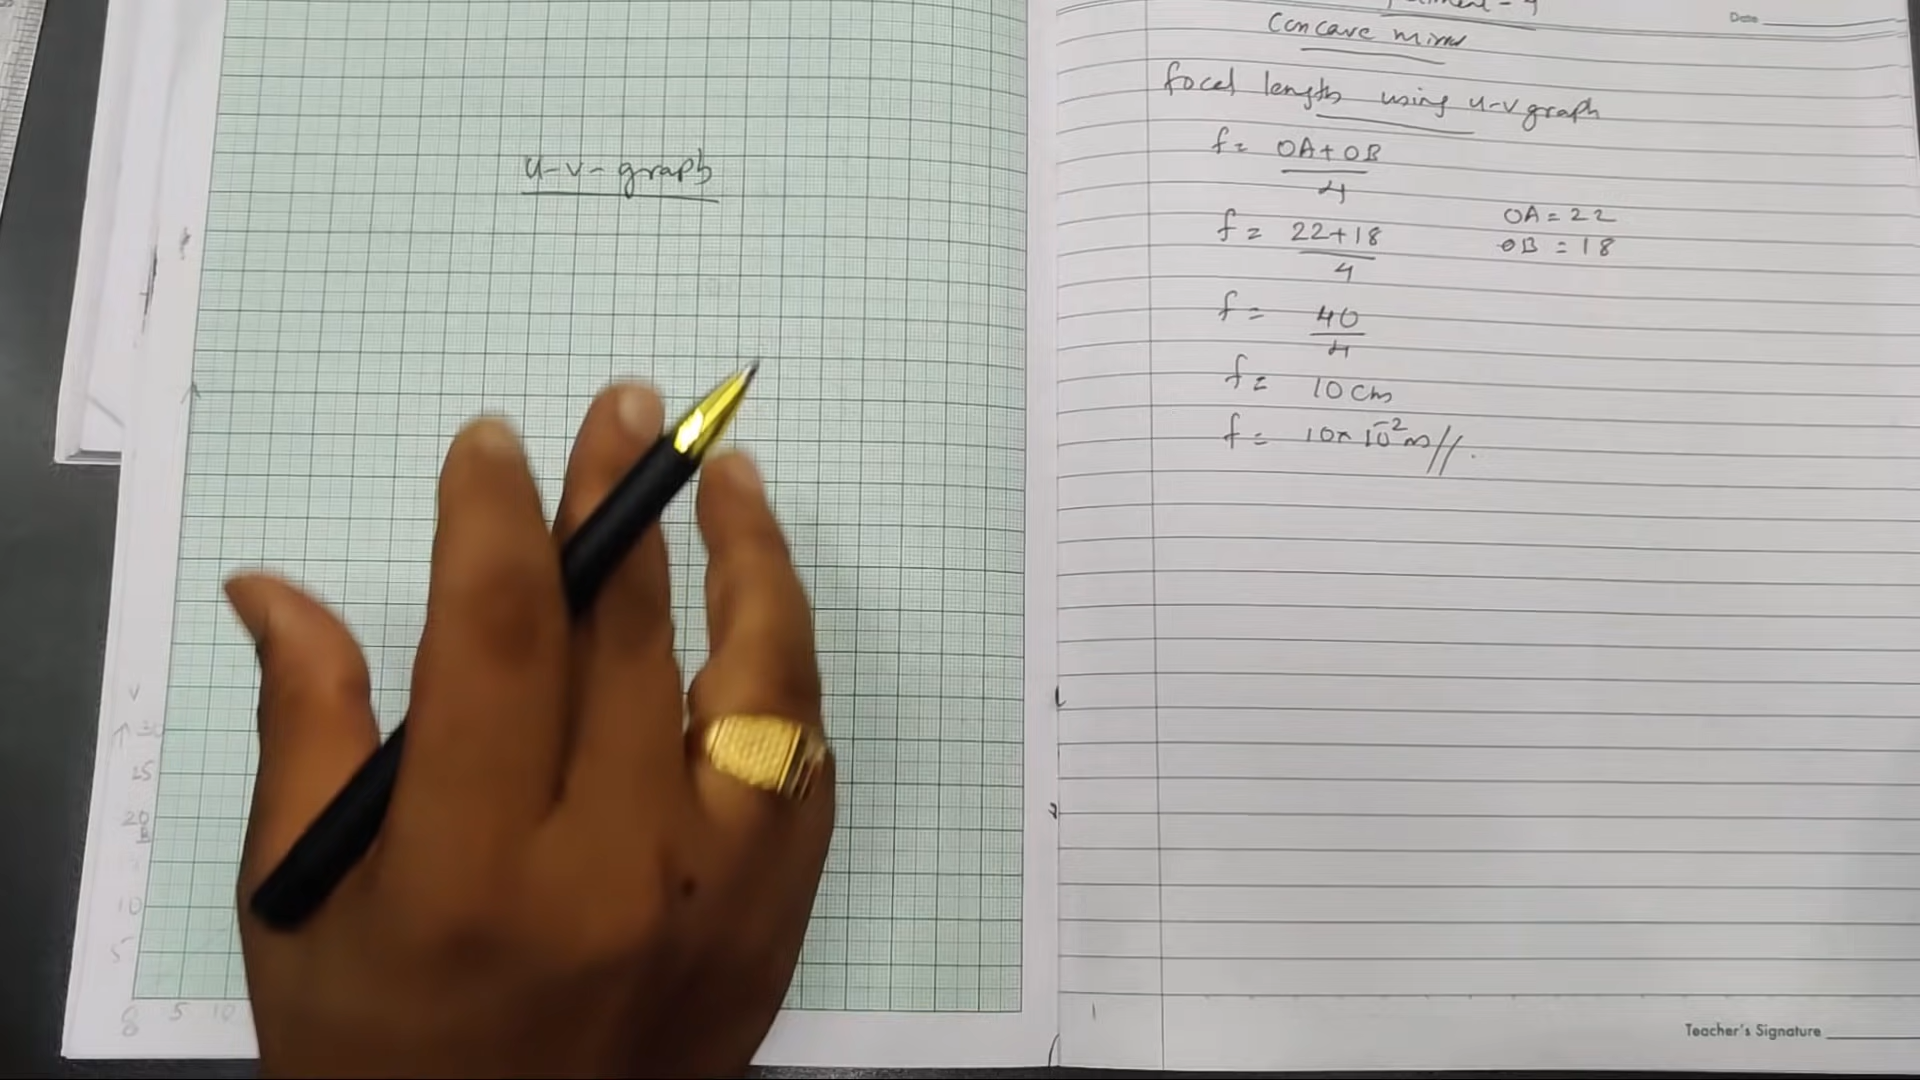 u-v-graph
v
↑ 30
25
20
10
5
5 10
Date
Concave mirror
focal length using u-v graph
f = OA+OB
4
OA = 22
OB = 18
f = 22+18
4
f = 40
4
f = 10 cm
f = 10×10⁻² m//.
Teacher's Signature